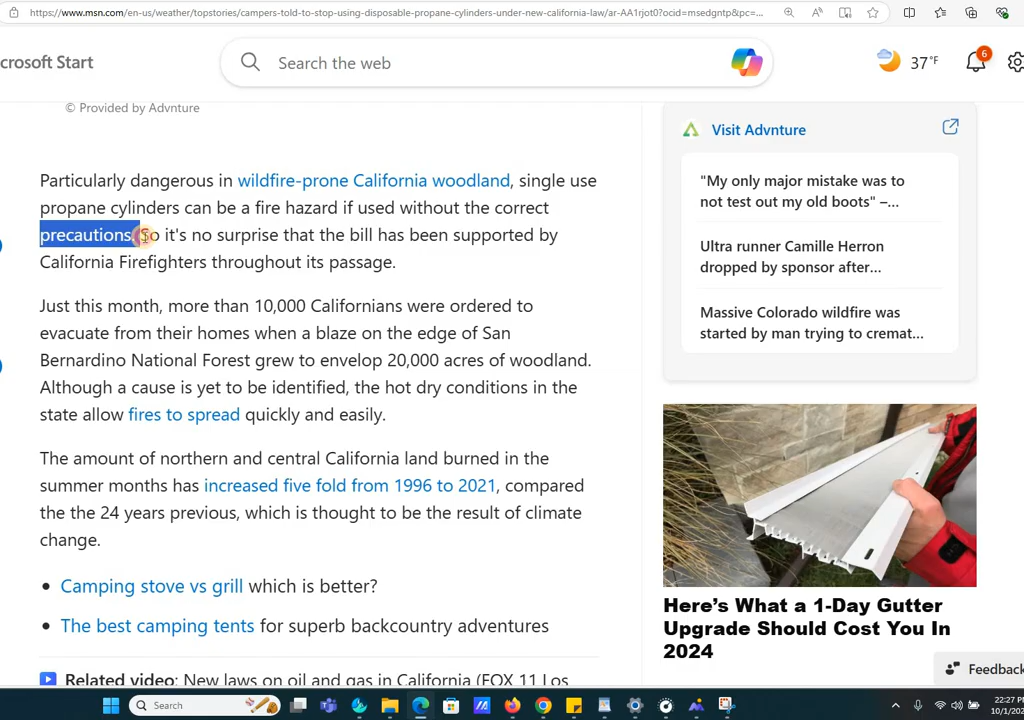 https://www.msn.com/en-us/weather/topstories/campers-told-to-stop-using-disposable-propane-cylinders-under-new-california-law/ar-AA1rjot0?ocid=msedgntp&pc=...
crosoft Start
Search the web
37°F
6
© Provided by Advnture
Particularly dangerous in wildfire-prone California woodland, single use
propane cylinders can be a fire hazard if used without the correct
precautions. So it's no surprise that the bill has been supported by
California Firefighters throughout its passage.
Just this month, more than 10,000 Californians were ordered to
evacuate from their homes when a blaze on the edge of San
Bernardino National Forest grew to envelop 20,000 acres of woodland.
Although a cause is yet to be identified, the hot dry conditions in the
state allow fires to spread quickly and easily.
The amount of northern and central California land burned in the
summer months has increased five fold from 1996 to 2021, compared
the the 24 years previous, which is thought to be the result of climate
change.
• Camping stove vs grill which is better?
• The best camping tents for superb backcountry adventures
Related video: New laws on oil and gas in California (FOX 11 Los
Visit Advnture
"My only major mistake was to
not test out my old boots" –...
Ultra runner Camille Herron
dropped by sponsor after...
Massive Colorado wildfire was
started by man trying to cremat...
Here's What a 1-Day Gutter
Upgrade Should Cost You In
2024
Feedback
Search
22:27
10/1/202